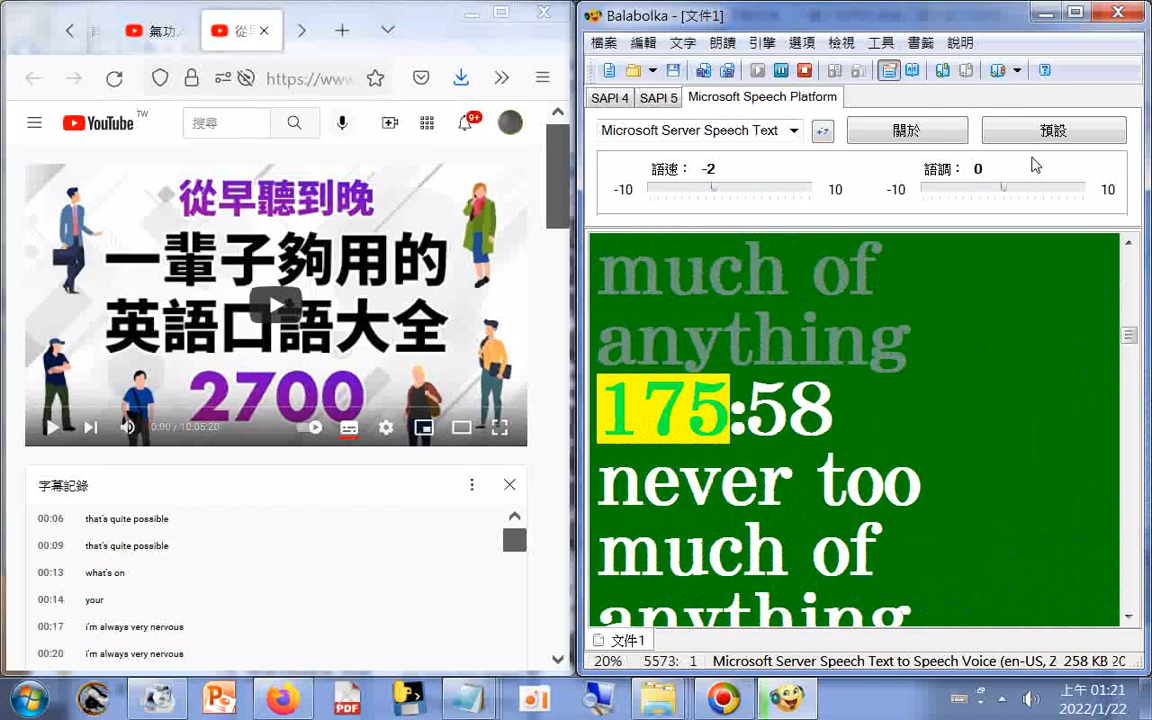 氣功
從
https://www
YouTube TW
搜尋
9+
從早聽到晚
一輩子夠用的
英語口語大全
2700
0:00 / 10:05:20
字幕記錄
00:06 that's quite possible
00:09 that's quite possible
00:13 what's on
00:14 your
00:17 i'm always very nervous
00:20 i'm always very nervous
Balabolka - [文件1]
檔案 編輯 文字 朗讀 引擎 選項 檢視 工具 書籤 說明
SAPI 4 SAPI 5 Microsoft Speech Platform
Microsoft Server Speech Text 關於 預設
語速： -2 語調： 0
-10 10 -10 10
much of
anything
175:58
never too
much of
anything
文件1
20% 5573: 1 Microsoft Server Speech Text to Speech Voice (en-US, Z 258 KB
上午 01:21
2022/1/22